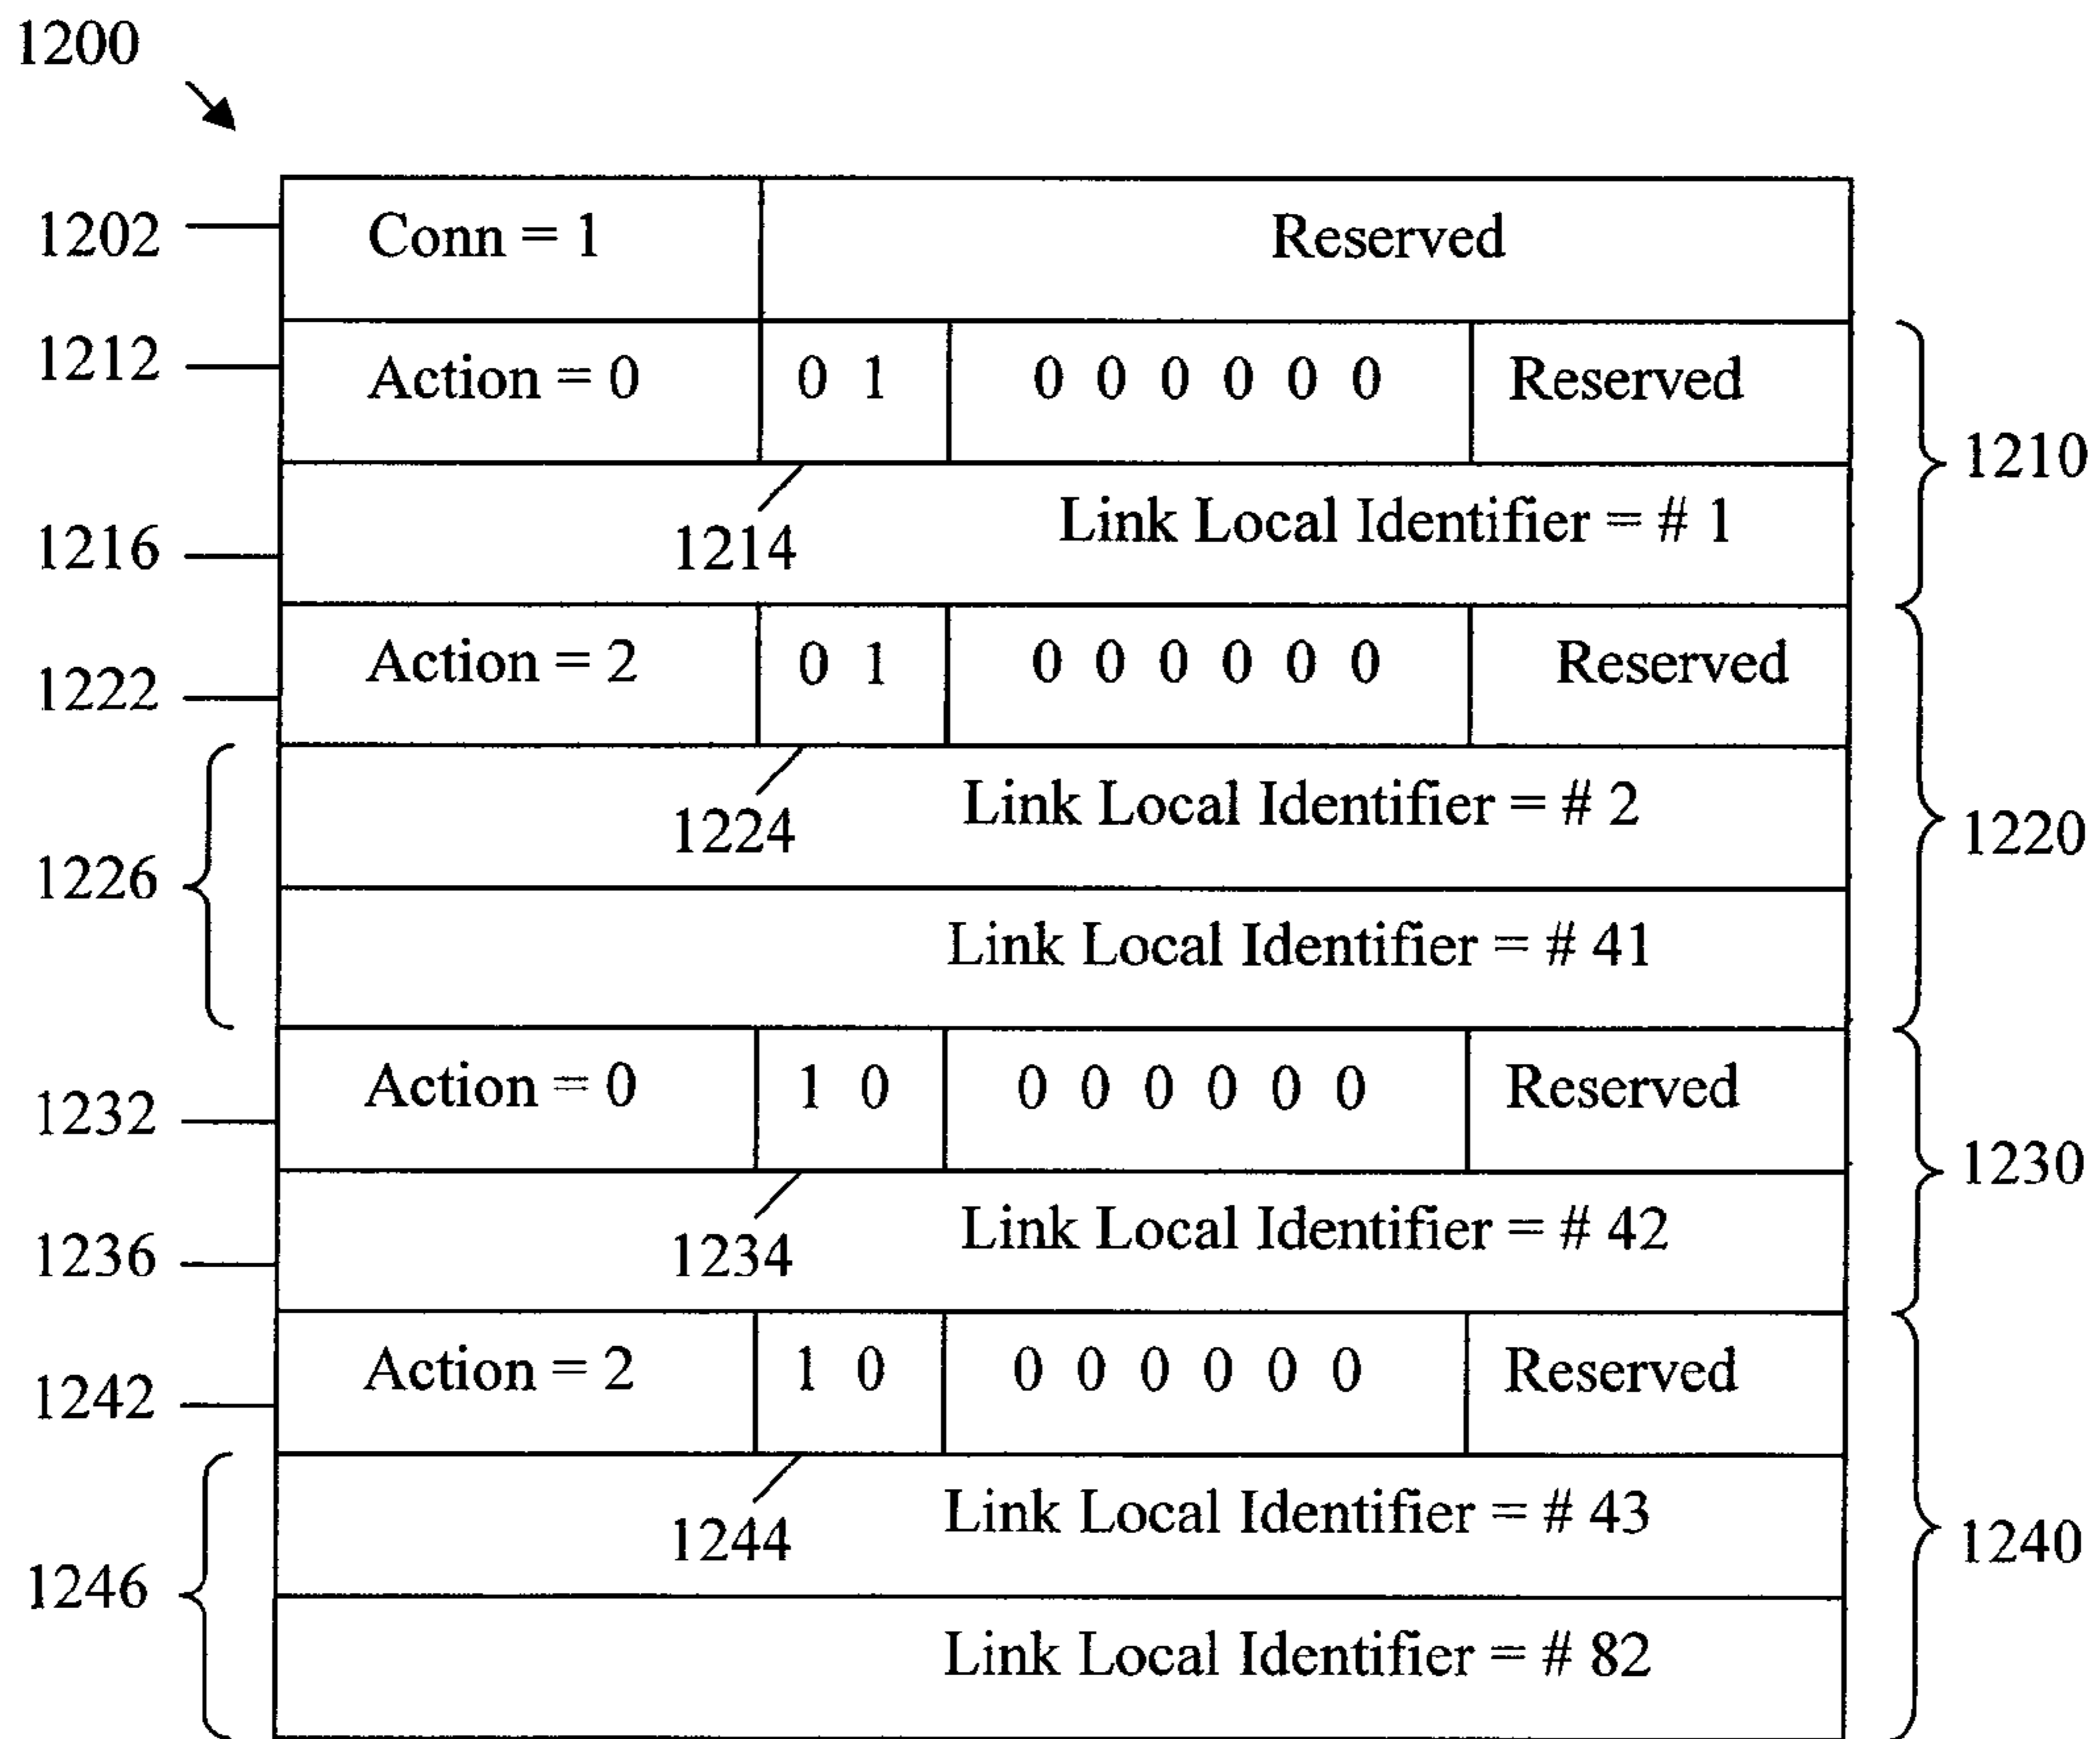 1200
1202 Conn = 1 Reserved
1212 Action = 0 0 1 0 0 0 0 0 0 Reserved
1210
1214 Link Local Identifier = # 1
1216
1222 Action = 2 0 1 0 0 0 0 0 0 Reserved
1224 Link Local Identifier = # 2
1220
1226
Link Local Identifier = # 41
1232 Action = 0 1 0 0 0 0 0 0 0 Reserved
1230
1236 1234 Link Local Identifier = # 42
1242 Action = 2 1 0 0 0 0 0 0 0 Reserved
1244 Link Local Identifier = # 43
1240
1246
Link Local Identifier = # 82